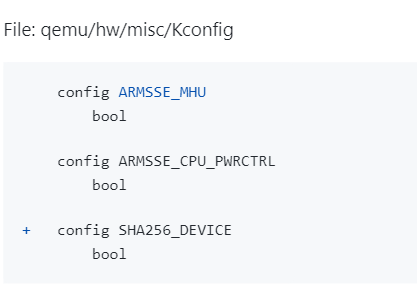 File: qemu/hw/misc/Kconfig
config ARMSSE_MHU
bool
config ARMSSE_CPU_PWRCTRL
bool
+ config SHA256_DEVICE
bool